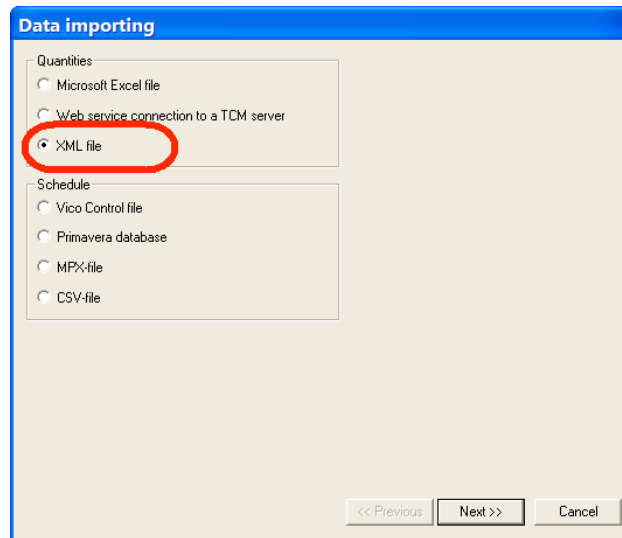 Data importing
Quantities
Microsoft Excel file
Web service connection to a TCM server
XML file
Schedule
Vico Control file
Primavera database
MPX-file
CSV-file
<< Previous Next >> Cancel